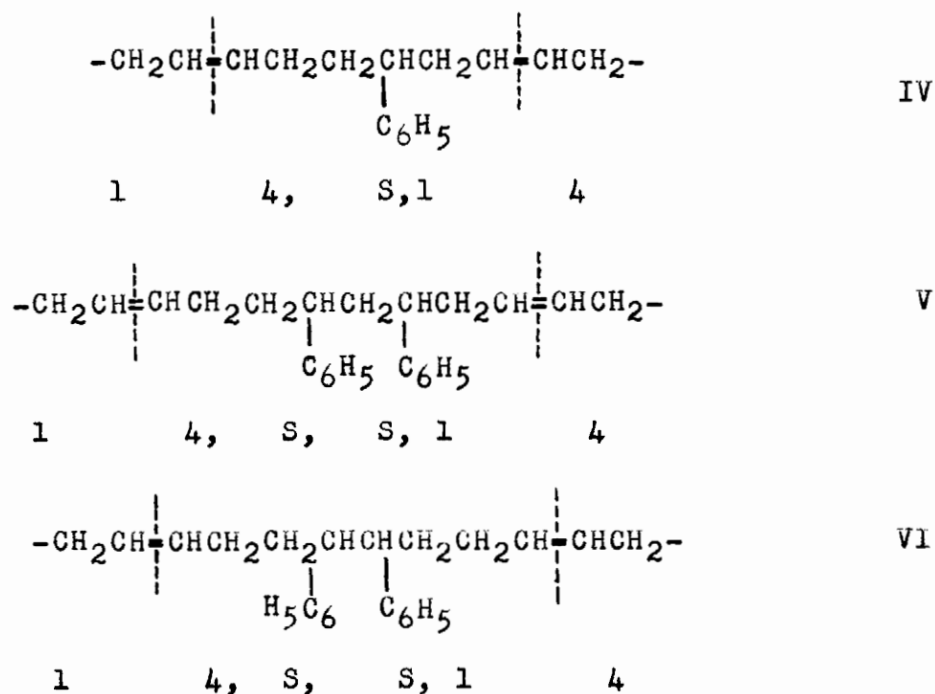 -CH₂CH=CHCH₂CH₂CHCH₂CH=CHCH₂-
IV
C₆H₅
1 4, S,1 4
-CH₂CH=CHCH₂CH₂CHCH₂CHCH₂CH=CHCH₂-
V
C₆H₅ C₆H₅
1 4, S, S, 1 4
-CH₂CH=CHCH₂CH₂CHCHCH₂CH₂CH=CHCH₂-
VI
H₅C₆ C₆H₅
1 4, S, S, 1 4